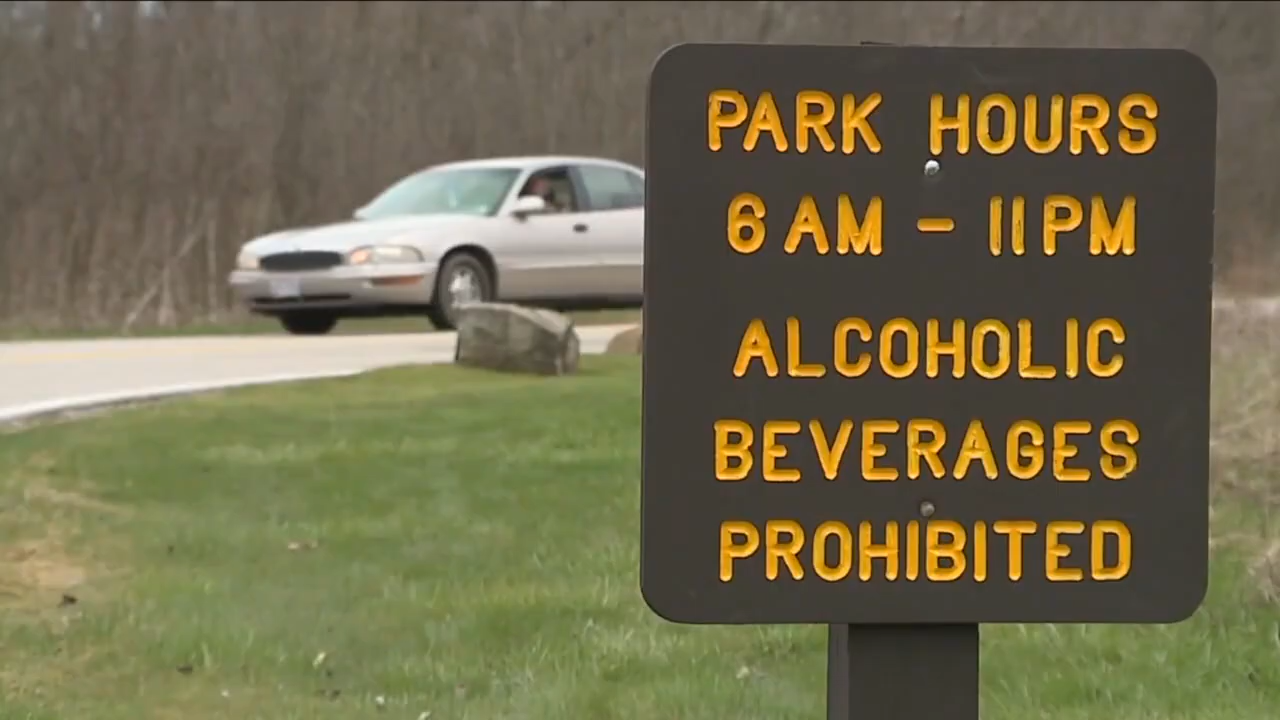 PARK HOURS
6 AM - 11 PM
ALCOHOLIC
BEVERAGES
PROHIBITED